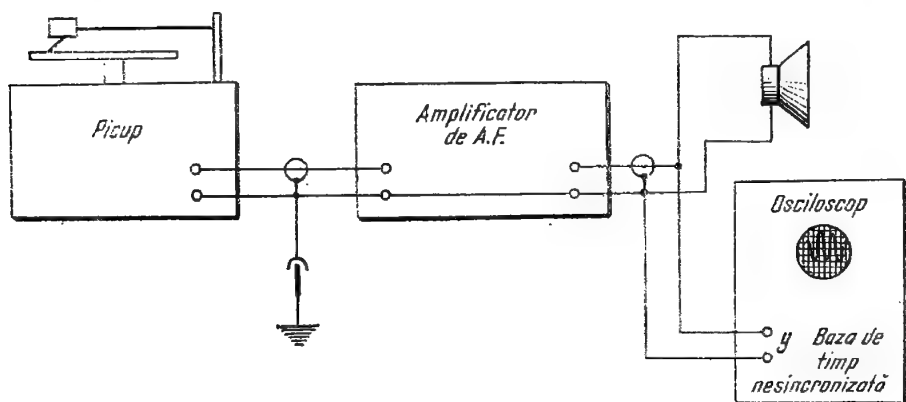 Picup
Amplificator
de A.F.
Osciloscop
y
Baza de
timp
nesincronizată